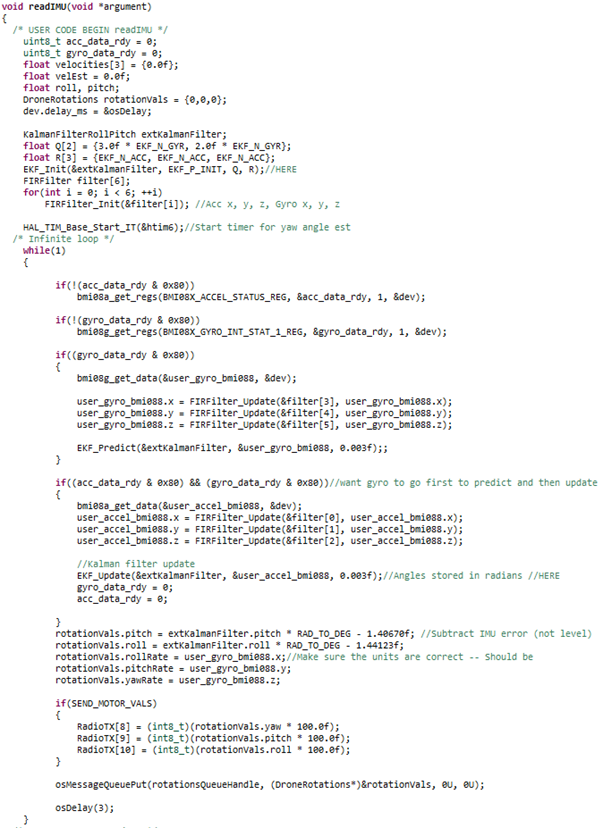 void readIMU(void *argument)
{
/* USER CODE BEGIN readIMU */
uint8_t acc_data_rdy = 0;
uint8_t gyro_data_rdy = 0;
float velocities[3] = {0.0f};
float velEst = 0.0f;
float roll, pitch;
DroneRotations rotationVals = {0,0,0};
dev.delay_ms = &osDelay;
KalmanFilterRollPitch extKalmanFilter;
float Q[2] = {3.0f * EKF_N_GYR, 2.0f * EKF_N_GYR};
float R[3] = {EKF_N_ACC, EKF_N_ACC, EKF_N_ACC};
EKF_Init(&extKalmanFilter, EKF_P_INIT, Q, R);//HERE
FIRFilter filter[6];
for(int i = 0; i < 6; ++i)
FIRFilter_Init(&filter[i]); //Acc x, y, z, Gyro x, y, z
HAL_TIM_Base_Start_IT(&htim6);//Start timer for yaw angle est
/* Infinite loop */
while(1)
{
if(!(acc_data_rdy & 0x80))
bmi08a_get_regs(BMI08X_ACCEL_STATUS_REG, &acc_data_rdy, 1, &dev);
if(!(gyro_data_rdy & 0x80))
bmi08g_get_regs(BMI08X_GYRO_INT_STAT_1_REG, &gyro_data_rdy, 1, &dev);
if((gyro_data_rdy & 0x80))
{
bmi08g_get_data(&user_gyro_bmi088, &dev);
user_gyro_bmi088.x = FIRFilter_Update(&filter[3], user_gyro_bmi088.x);
user_gyro_bmi088.y = FIRFilter_Update(&filter[4], user_gyro_bmi088.y);
user_gyro_bmi088.z = FIRFilter_Update(&filter[5], user_gyro_bmi088.z);
EKF_Predict(&extKalmanFilter, &user_gyro_bmi088, 0.003f);;
}
if((acc_data_rdy & 0x80) && (gyro_data_rdy & 0x80))//want gyro to go first to predict and then update
{
bmi08a_get_data(&user_accel_bmi088, &dev);
user_accel_bmi088.x = FIRFilter_Update(&filter[0], user_accel_bmi088.x);
user_accel_bmi088.y = FIRFilter_Update(&filter[1], user_accel_bmi088.y);
user_accel_bmi088.z = FIRFilter_Update(&filter[2], user_accel_bmi088.z);
//Kalman filter update
EKF_Update(&extKalmanFilter, &user_accel_bmi088, 0.003f);//Angles stored in radians //HERE
gyro_data_rdy = 0;
acc_data_rdy = 0;
}
rotationVals.pitch = extKalmanFilter.pitch * RAD_TO_DEG - 1.40670f; //Subtract IMU error (not level)
rotationVals.roll = extKalmanFilter.roll * RAD_TO_DEG - 1.44123f;
rotationVals.rollRate = user_gyro_bmi088.x;//Make sure the units are correct -- Should be
rotationVals.pitchRate = user_gyro_bmi088.y;
rotationVals.yawRate = user_gyro_bmi088.z;
if(SEND_MOTOR_VALS)
{
RadioTX[8] = (int8_t)(rotationVals.yaw * 100.0f);
RadioTX[9] = (int8_t)(rotationVals.pitch * 100.0f);
RadioTX[10] = (int8_t)(rotationVals.roll * 100.0f);
}
osMessageQueuePut(rotationsQueueHandle, (DroneRotations*)&rotationVals, 0U, 0U);
osDelay(3);
}